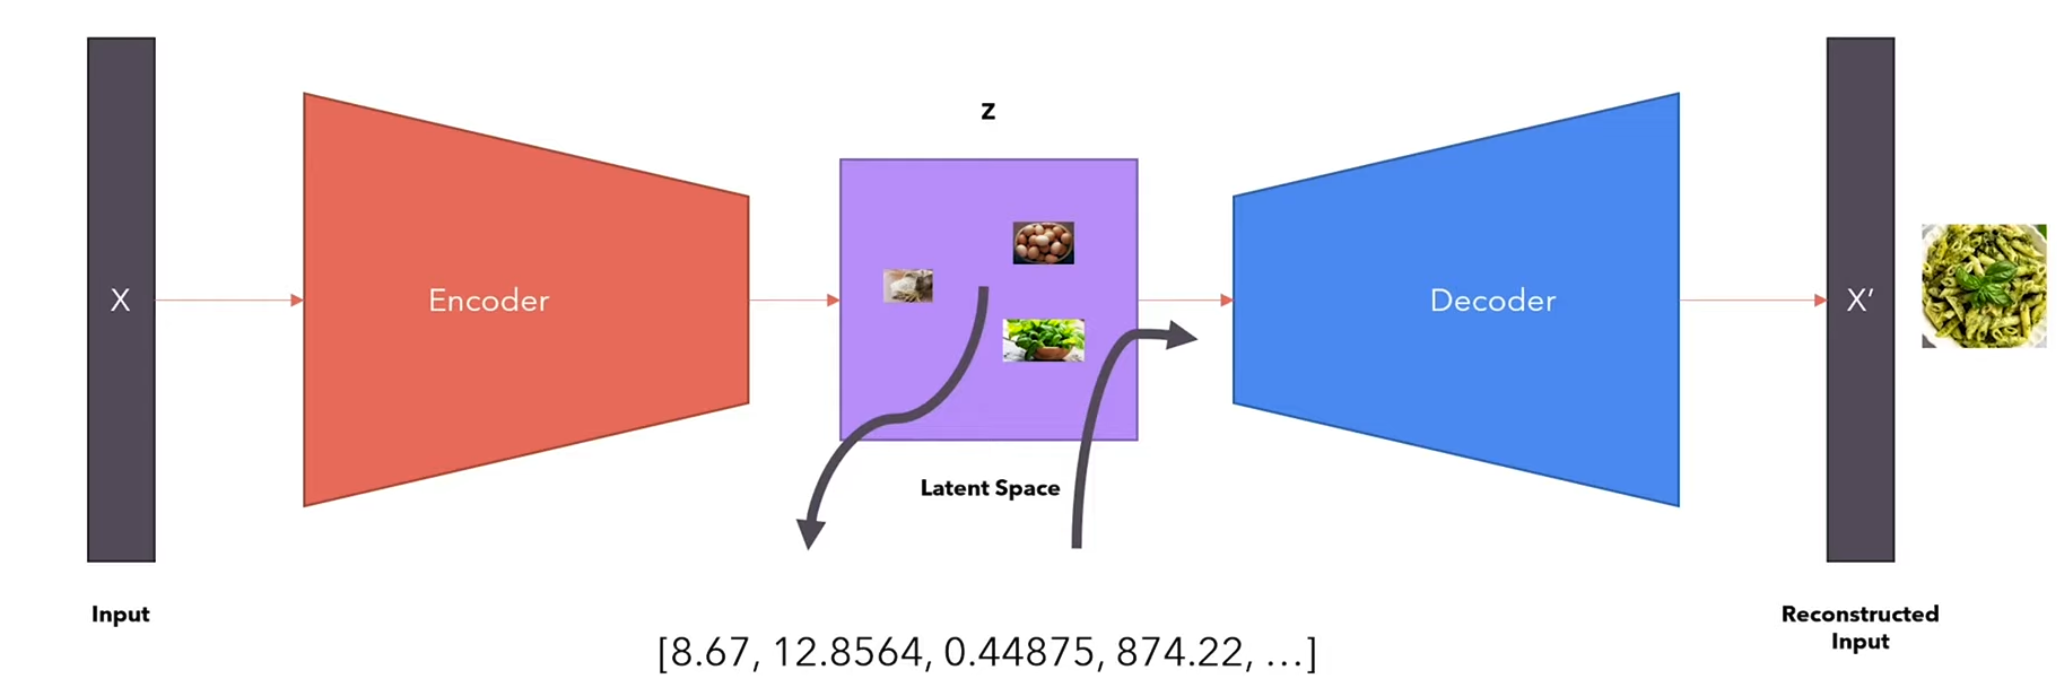 Z
X
Encoder
Decoder
X′
Latent Space
Input
Reconstructed
Input
[8.67, 12.8564, 0.44875, 874.22, …]